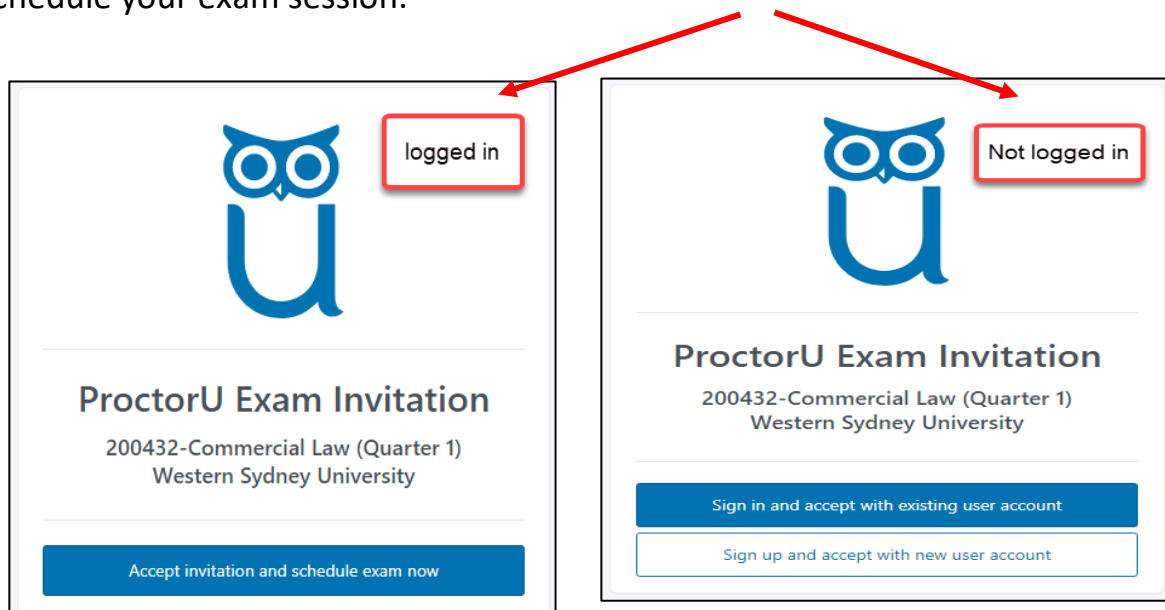 chedule your exam session.
logged in
ProctorU Exam Invitation
200432-Commercial Law (Quarter 1)
Western Sydney University
Accept invitation and schedule exam now
Not logged in
ProctorU Exam Invitation
200432-Commercial Law (Quarter 1)
Western Sydney University
Sign in and accept with existing user account
Sign up and accept with new user account